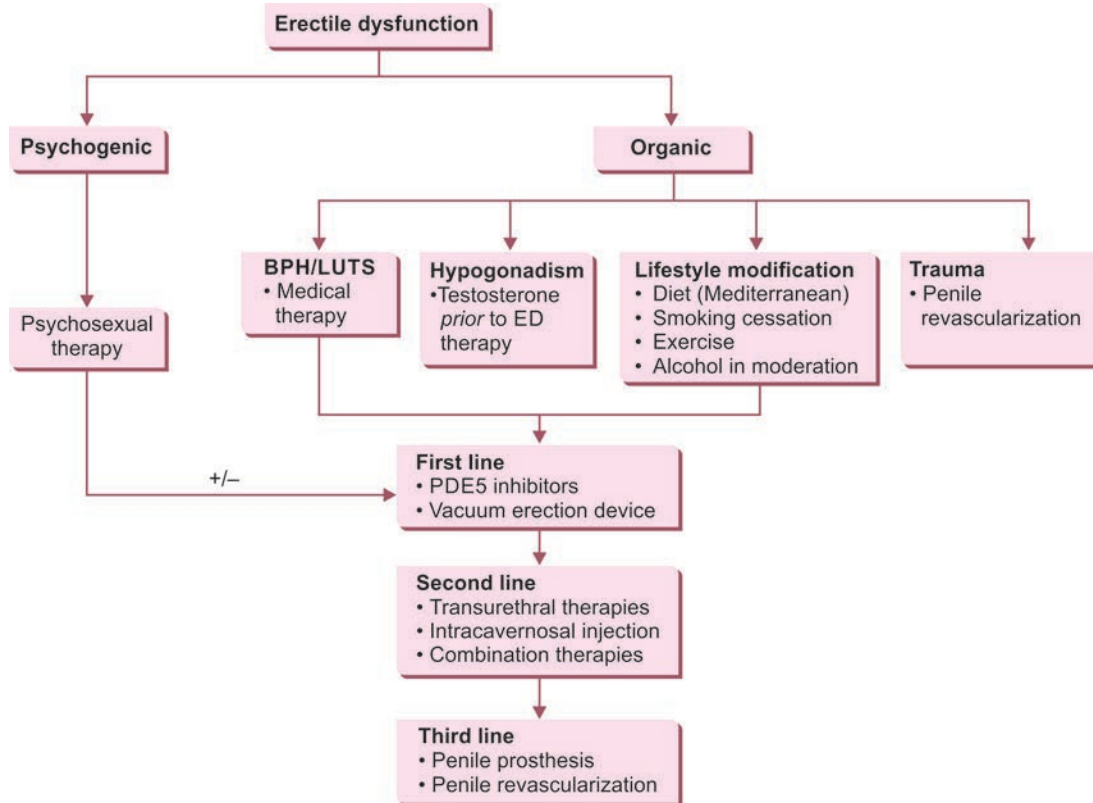 Erectile dysfunction
Psychogenic
Organic
BPH/LUTS
• Medical
therapy
Hypogonadism
•Testosterone
prior to ED
therapy
Lifestyle modification
• Diet (Mediterranean)
• Smoking cessation
• Exercise
• Alcohol in moderation
Trauma
• Penile
revascularization
Psychosexual
therapy
+/–
First line
• PDE5 inhibitors
• Vacuum erection device
Second line
• Transurethral therapies
• Intracavernosal injection
• Combination therapies
Third line
• Penile prosthesis
• Penile revascularization